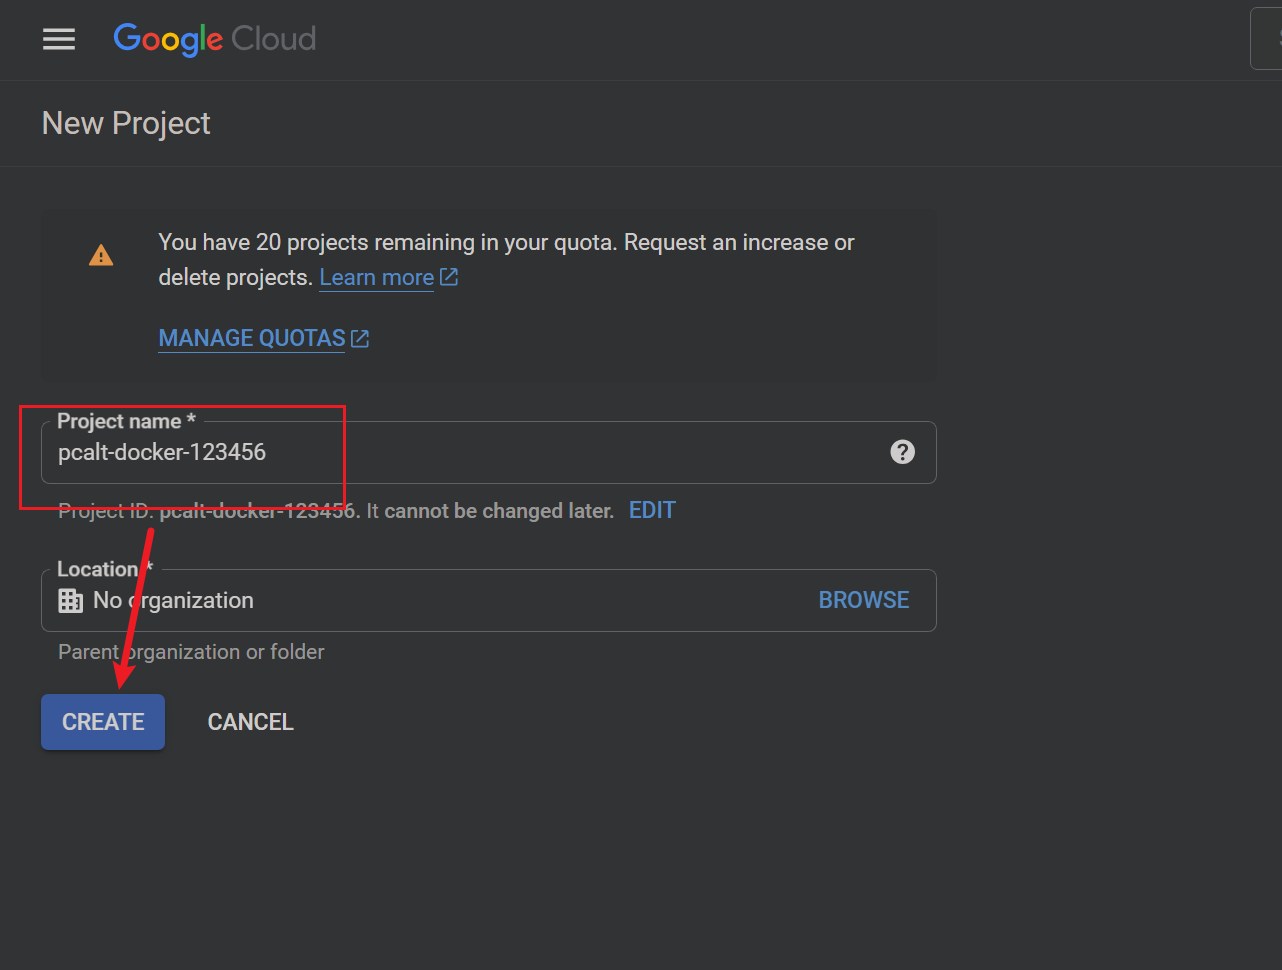 Google Cloud
New Project
You have 20 projects remaining in your quota. Request an increase or
delete projects. Learn more
MANAGE QUOTAS
Project name *
pcalt-docker-123456
Project ID: pcalt-docker-123456. It cannot be changed later. EDIT
Location *
No organization BROWSE
Parent organization or folder
CREATE CANCEL